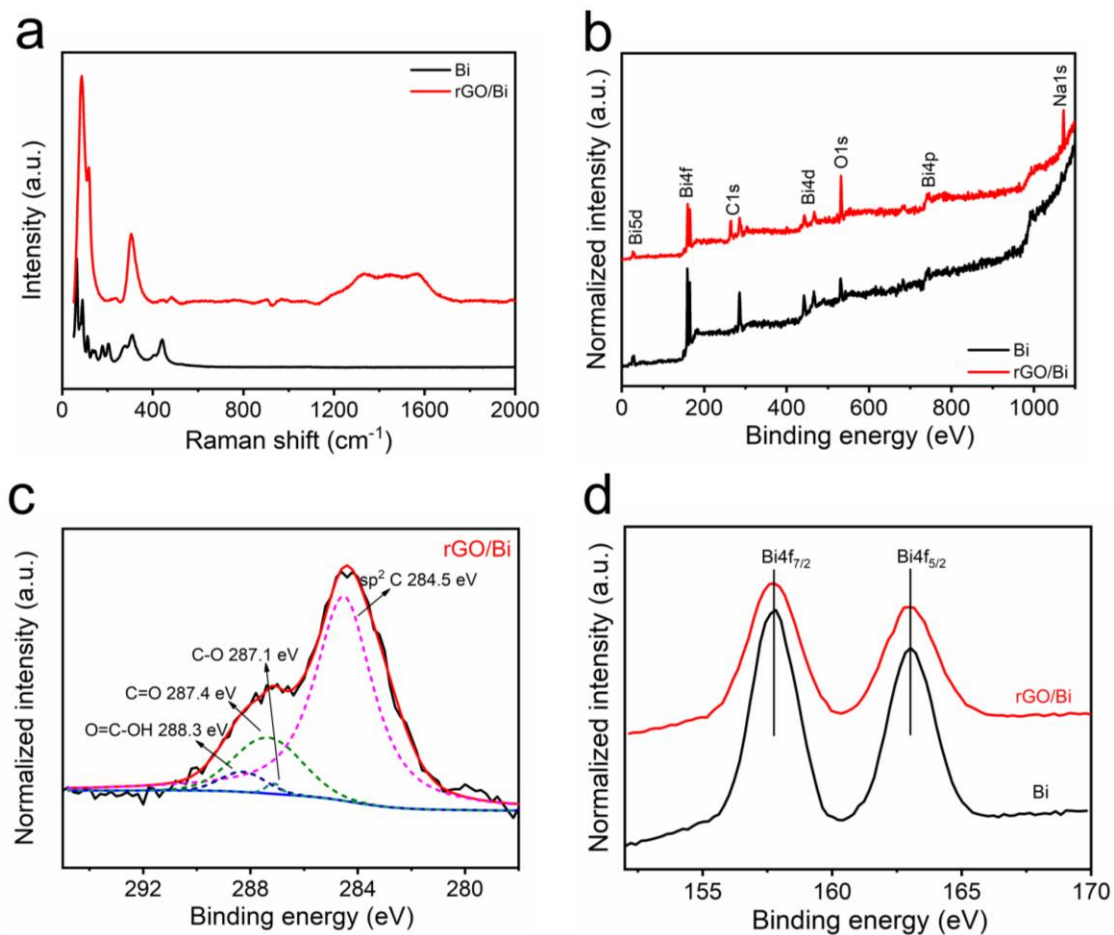 a
Bi
rGO/Bi
Intensity (a.u.)
0 400 800 1200 1600 2000
Raman shift (cm⁻¹)
b
Normalized intensity (a.u.)
Bi5d
Bi4f
C1s
Bi4d
O1s
Bi4p
Na1s
Bi
rGO/Bi
0 200 400 600 800 1000
Binding energy (eV)
c
rGO/Bi
Normalized intensity (a.u.)
sp² C 284.5 eV
C-O 287.1 eV
C=O 287.4 eV
O=C-OH 288.3 eV
292 288 284 280
Binding energy (eV)
d
Normalized intensity (a.u.)
Bi4f₇/₂
Bi4f₅/₂
rGO/Bi
Bi
155 160 165 170
Binding energy (eV)